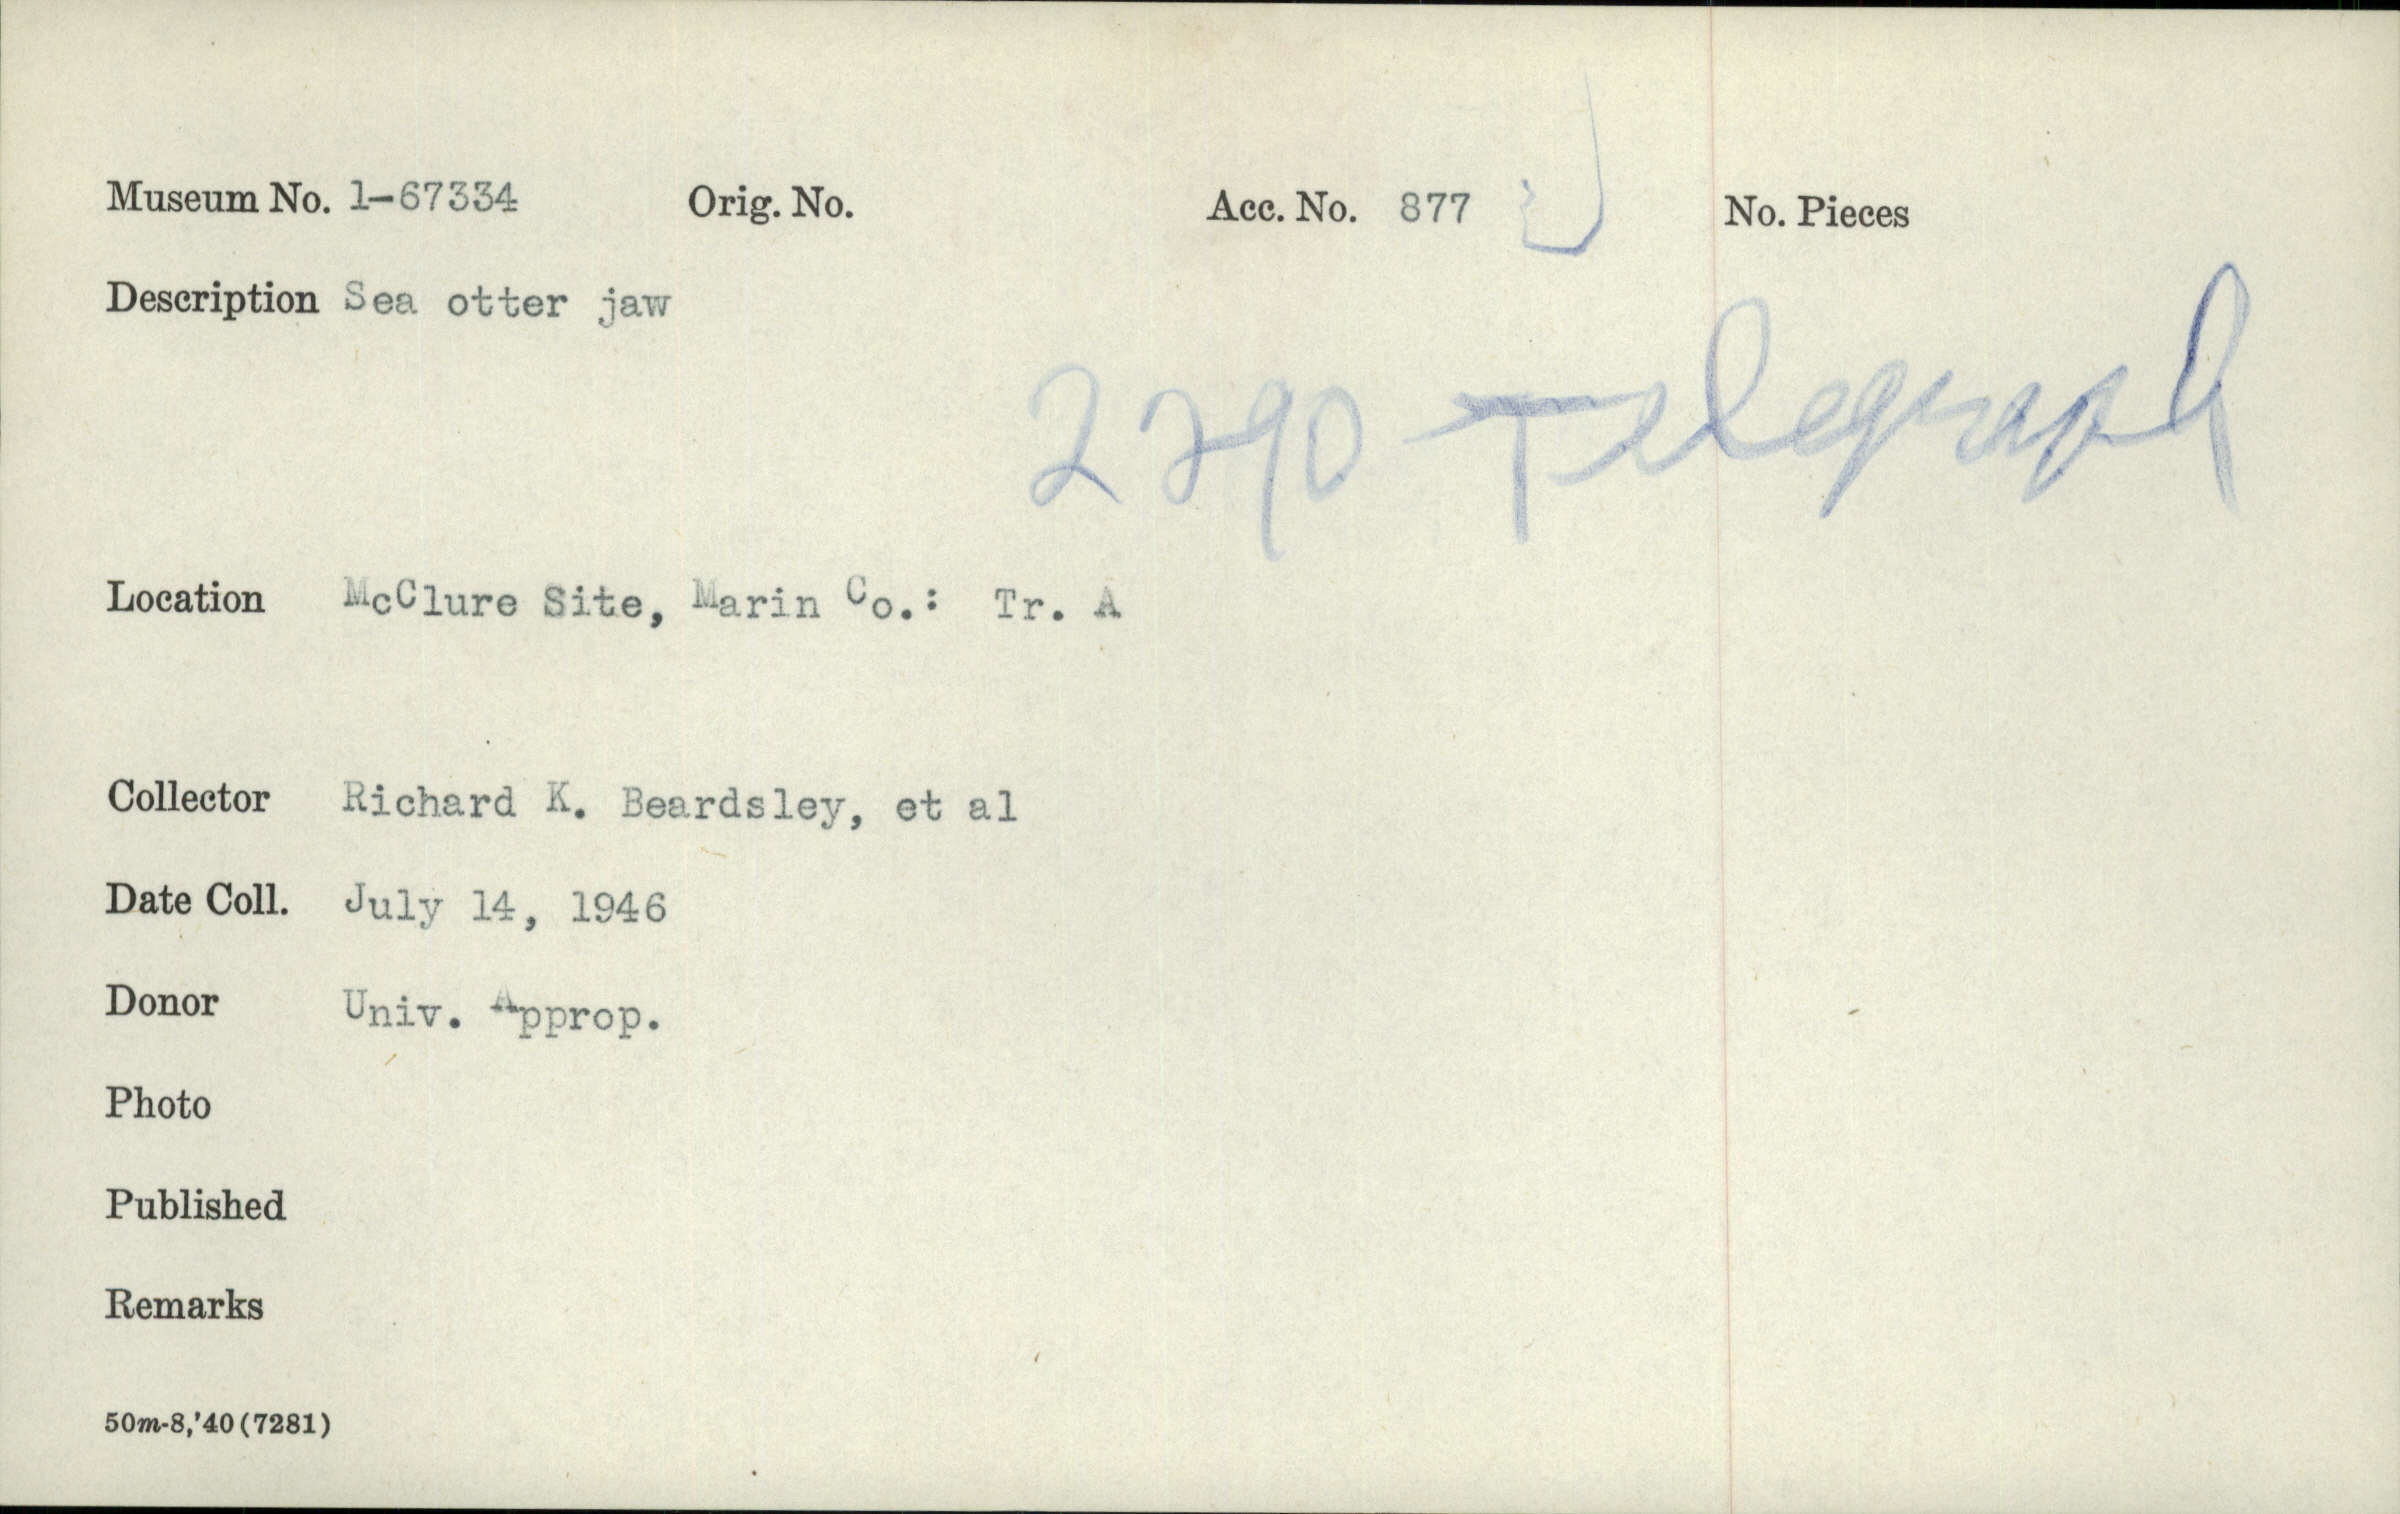 Museum No. 1-67334 Orig. No. Acc. No. 877 No. Pieces
Description Sea otter jaw
2290 Telegraph
Location McClure Site, Marin Co.: Tr. A
Collector Richard K. Beardsley, et al
Date Coll. July 14, 1946
Donor Univ. Approp.
Photo
Published
Remarks
50m-8,'40(7281)